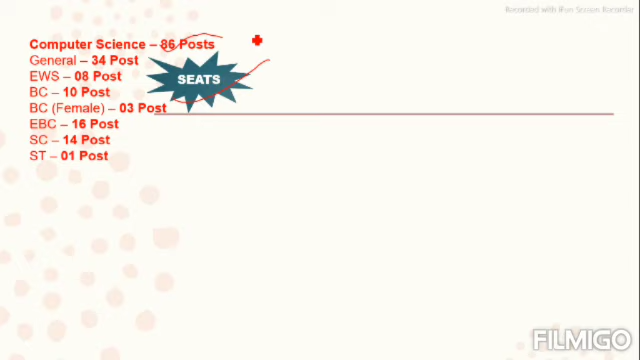 Recorded with iFun Screen Recorder
Computer Science – 86 Posts
General – 34 Post
EWS – 08 Post
SEATS
BC – 10 Post
BC (Female) – 03 Post
EBC – 16 Post
SC – 14 Post
ST – 01 Post
FILMIGO